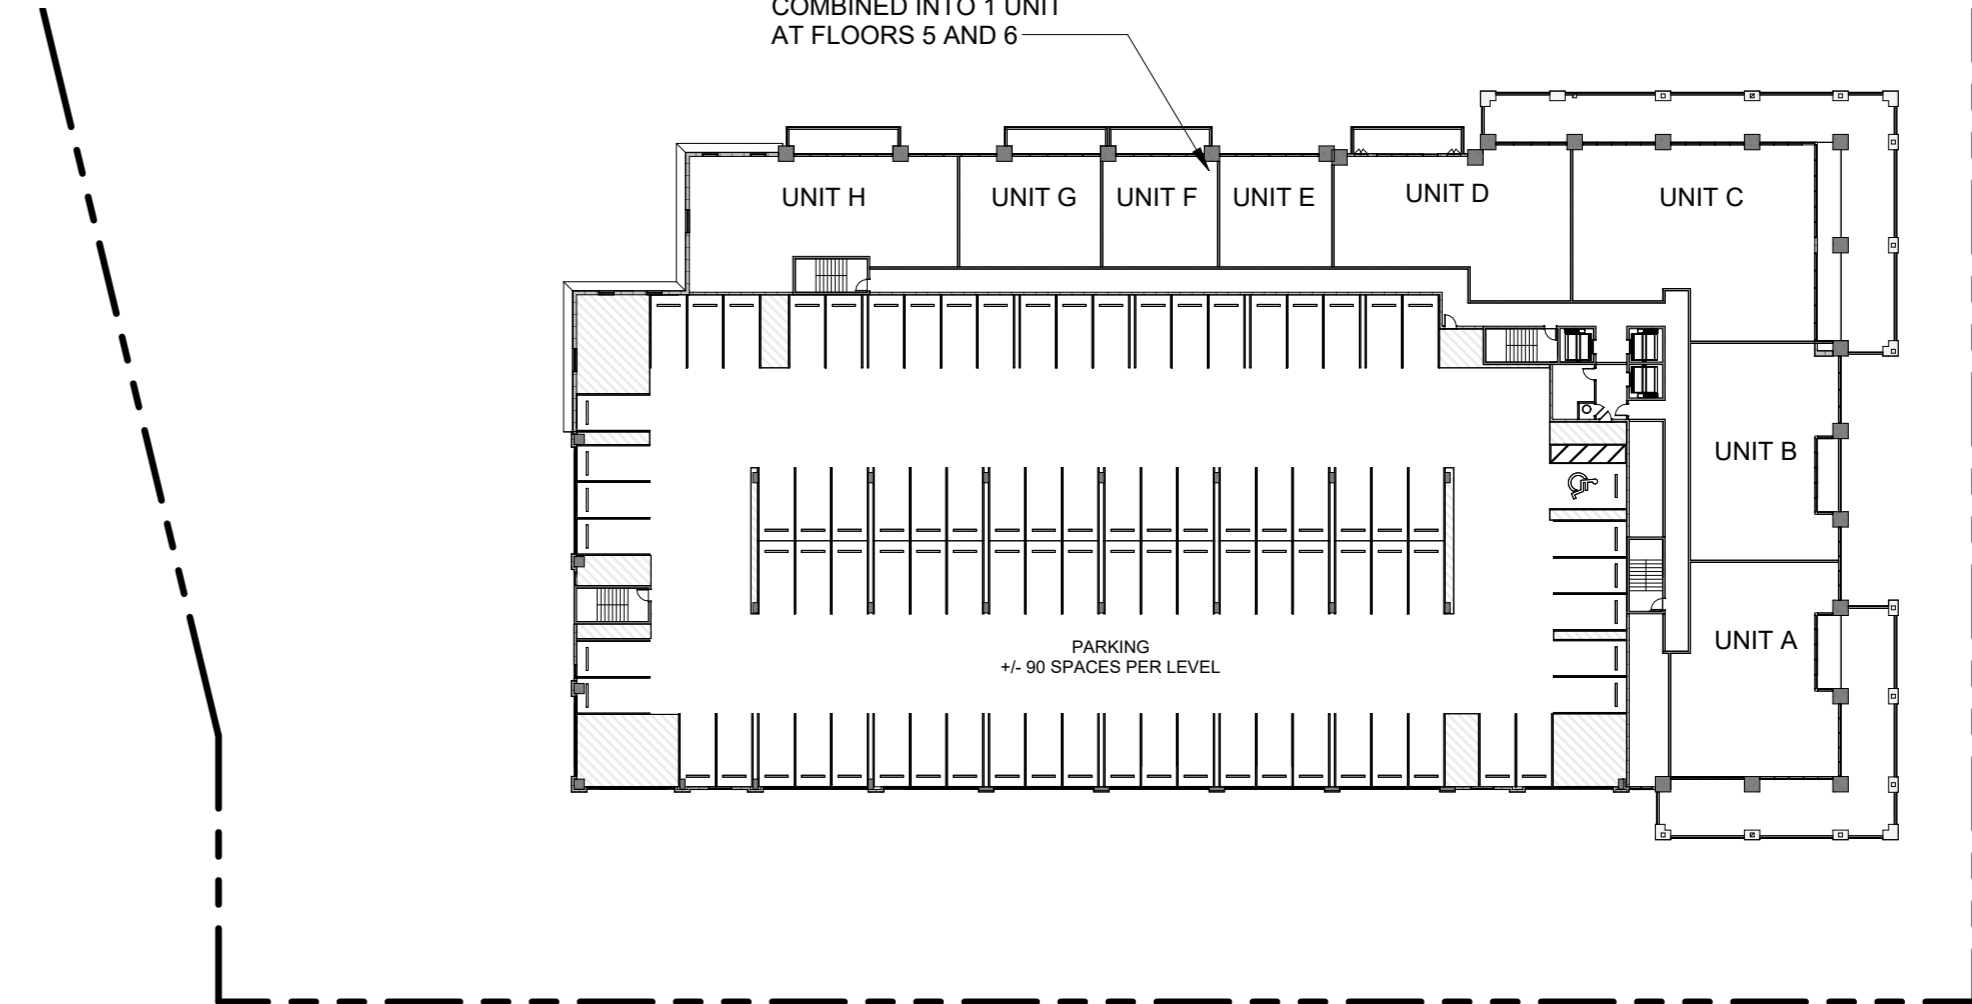 COMBINED INTO 1 UNIT
AT FLOORS 5 AND 6
UNIT H
UNIT G
UNIT F
UNIT E
UNIT D
UNIT C
UNIT B
UNIT A
PARKING
+/- 90 SPACES PER LEVEL